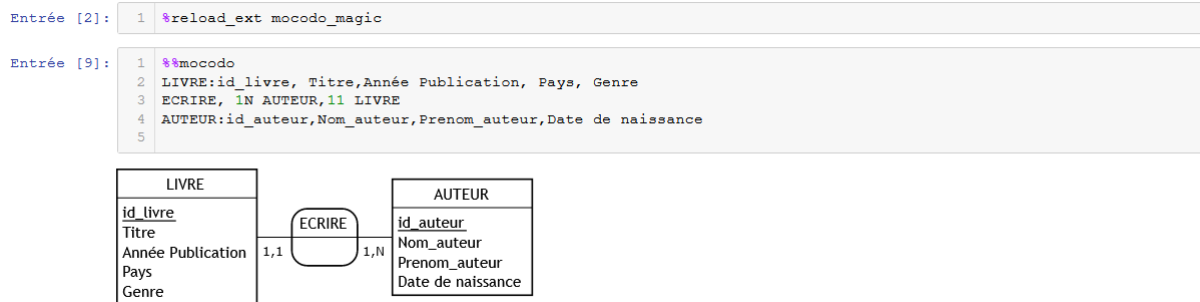 Entrée [2]: 1 %reload_ext mocodo_magic
Entrée [9]: 1 %%mocodo
2 LIVRE:id_livre, Titre,Année Publication, Pays, Genre
3 ECRIRE, 1N AUTEUR,11 LIVRE
4 AUTEUR:id_auteur,Nom_auteur,Prenom_auteur,Date de naissance
5
LIVRE
id_livre
Titre
Année Publication
Pays
Genre
1,1
ECRIRE
1,N
AUTEUR
id_auteur
Nom_auteur
Prenom_auteur
Date de naissance